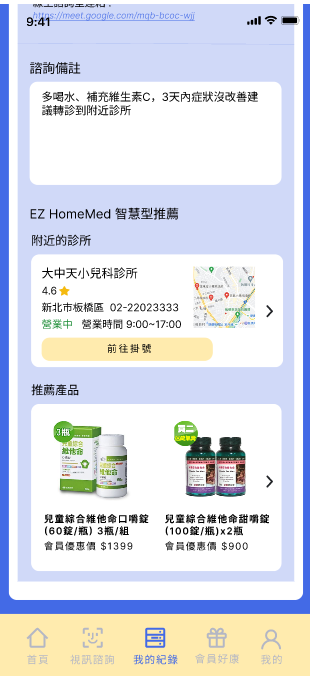 https://meet.google.com/mqb-bcoc-wjj
9:41
諮詢備註
多喝水、補充維生素C，3天內症狀沒改善建
議轉診到附近診所
EZ HomeMed 智慧型推薦
附近的診所
大中天小兒科診所
4.6
新北市板橋區 02-22023333
營業中 營業時間 9:00~17:00
前往掛號
推薦產品
3瓶
維他命
買二
兒童綜合維他命口嚼錠
(60錠/瓶) 3瓶/組
會員優惠價 $1399
兒童綜合維他命甜嚼錠
(100錠/瓶)x2瓶
會員優惠價 $900
首頁
視訊諮詢
我的紀錄
會員好康
我的